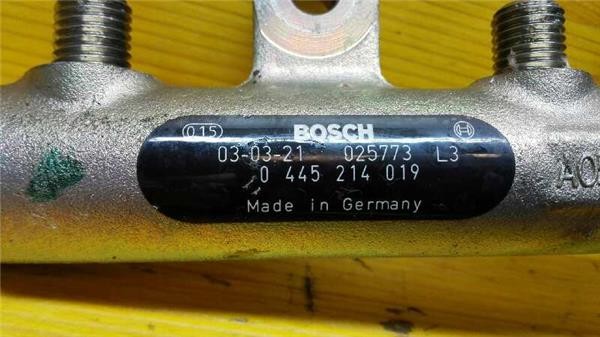 015 BOSCH
03-03-21 025773 L3
0 445 214 019
Made in Germany